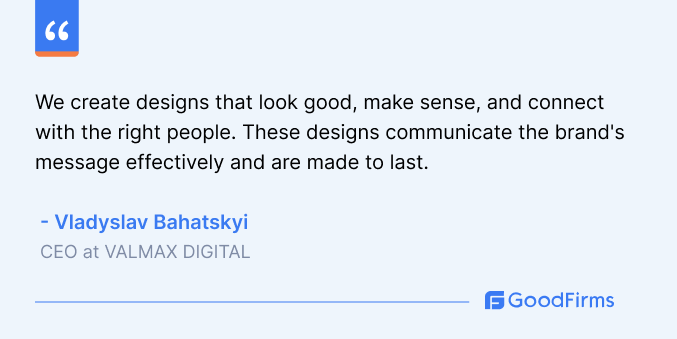 “
We create designs that look good, make sense, and connect
with the right people. These designs communicate the brand's
message effectively and are made to last.
- Vladyslav Bahatskyi
CEO at VALMAX DIGITAL
GoodFirms